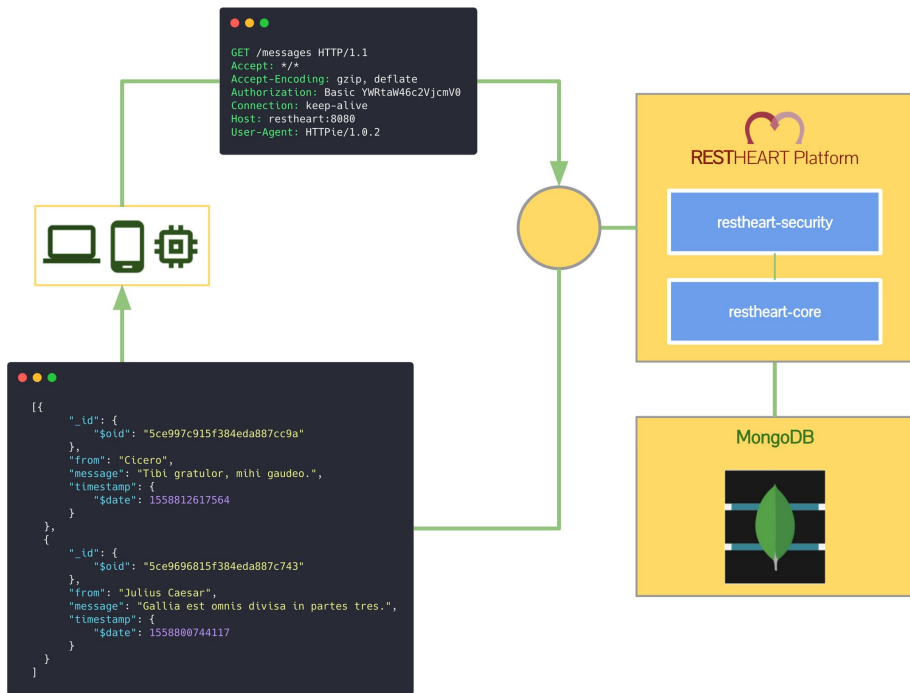 GET /messages HTTP/1.1
Accept: */*
Accept-Encoding: gzip, deflate
Authorization: Basic YWRtaW46c2VjcmV0
Connection: keep-alive
Host: restheart:8080
User-Agent: HTTPie/1.0.2
RESTHEART Platform
restheart-security
restheart-core
MongoDB
[{
"_id": {
"$oid": "5ce997c915f384eda887cc9a"
},
"from": "Cicero",
"message": "Tibi gratulor, mihi gaudeo.",
"timestamp": {
"$date": 1558812617564
}
},
{
"_id": {
"$oid": "5ce9696815f384eda887c743"
},
"from": "Julius Caesar",
"message": "Gallia est omnis divisa in partes tres.",
"timestamp": {
"$date": 1558800744117
}
}
]